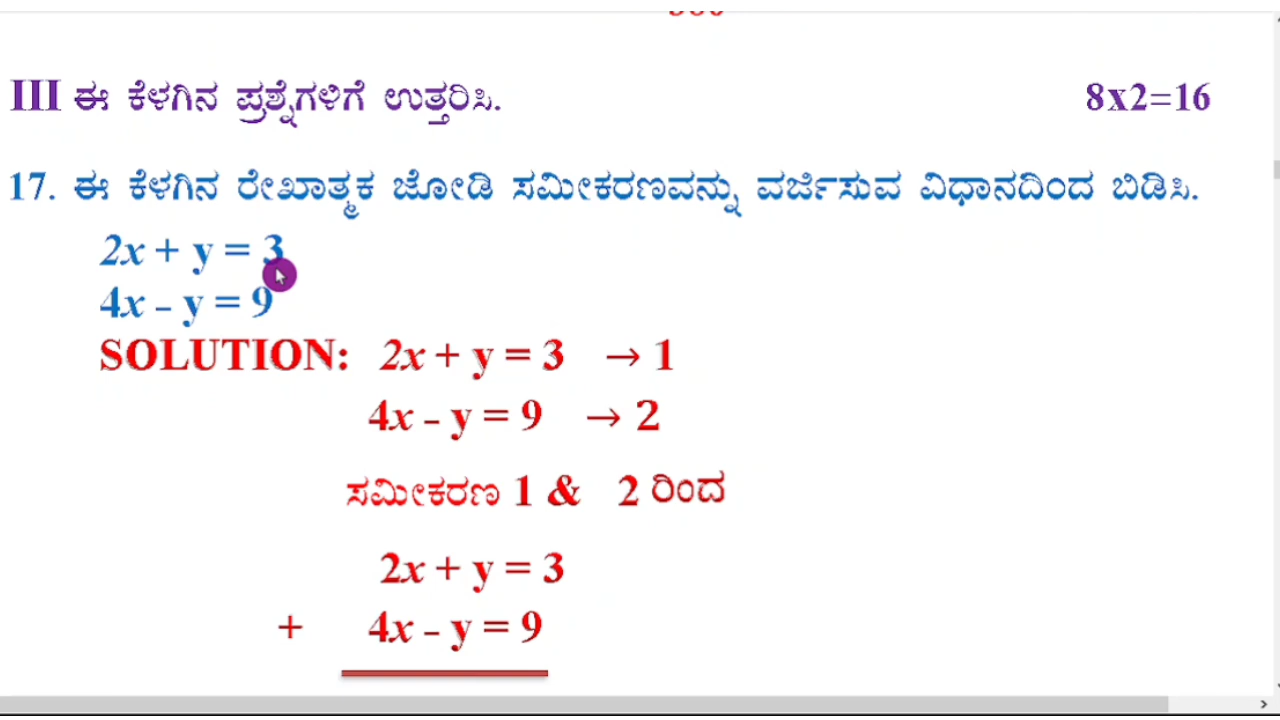 III ಈ ಕೆಳಗಿನ ಪ್ರಶ್ನೆಗಳಿಗೆ ಉತ್ತರಿಸಿ. 8x2=16
17. ಈ ಕೆಳಗಿನ ರೇಖಾತ್ಮಕ ಜೋಡಿ ಸಮೀಕರಣವನ್ನು ವರ್ಜಿಸುವ ವಿಧಾನದಿಂದ ಬಿಡಿಸಿ.
2x + y = 3
4x – y = 9
SOLUTION: 2x + y = 3 → 1
4x – y = 9 → 2
ಸಮೀಕರಣ 1 & 2 ರಿಂದ
2x + y = 3
+ 4x – y = 9